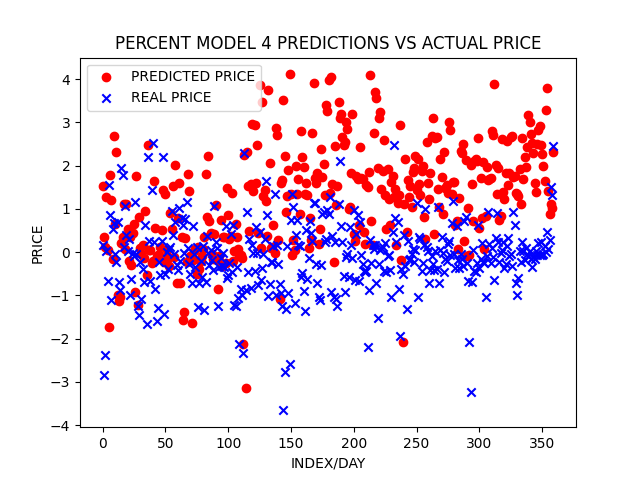 PERCENT MODEL 4 PREDICTIONS VS ACTUAL PRICE
PREDICTED PRICE
REAL PRICE
4
3
2
1
0
−1
−2
−3
−4
PRICE
0 50 100 150 200 250 300 350
INDEX/DAY